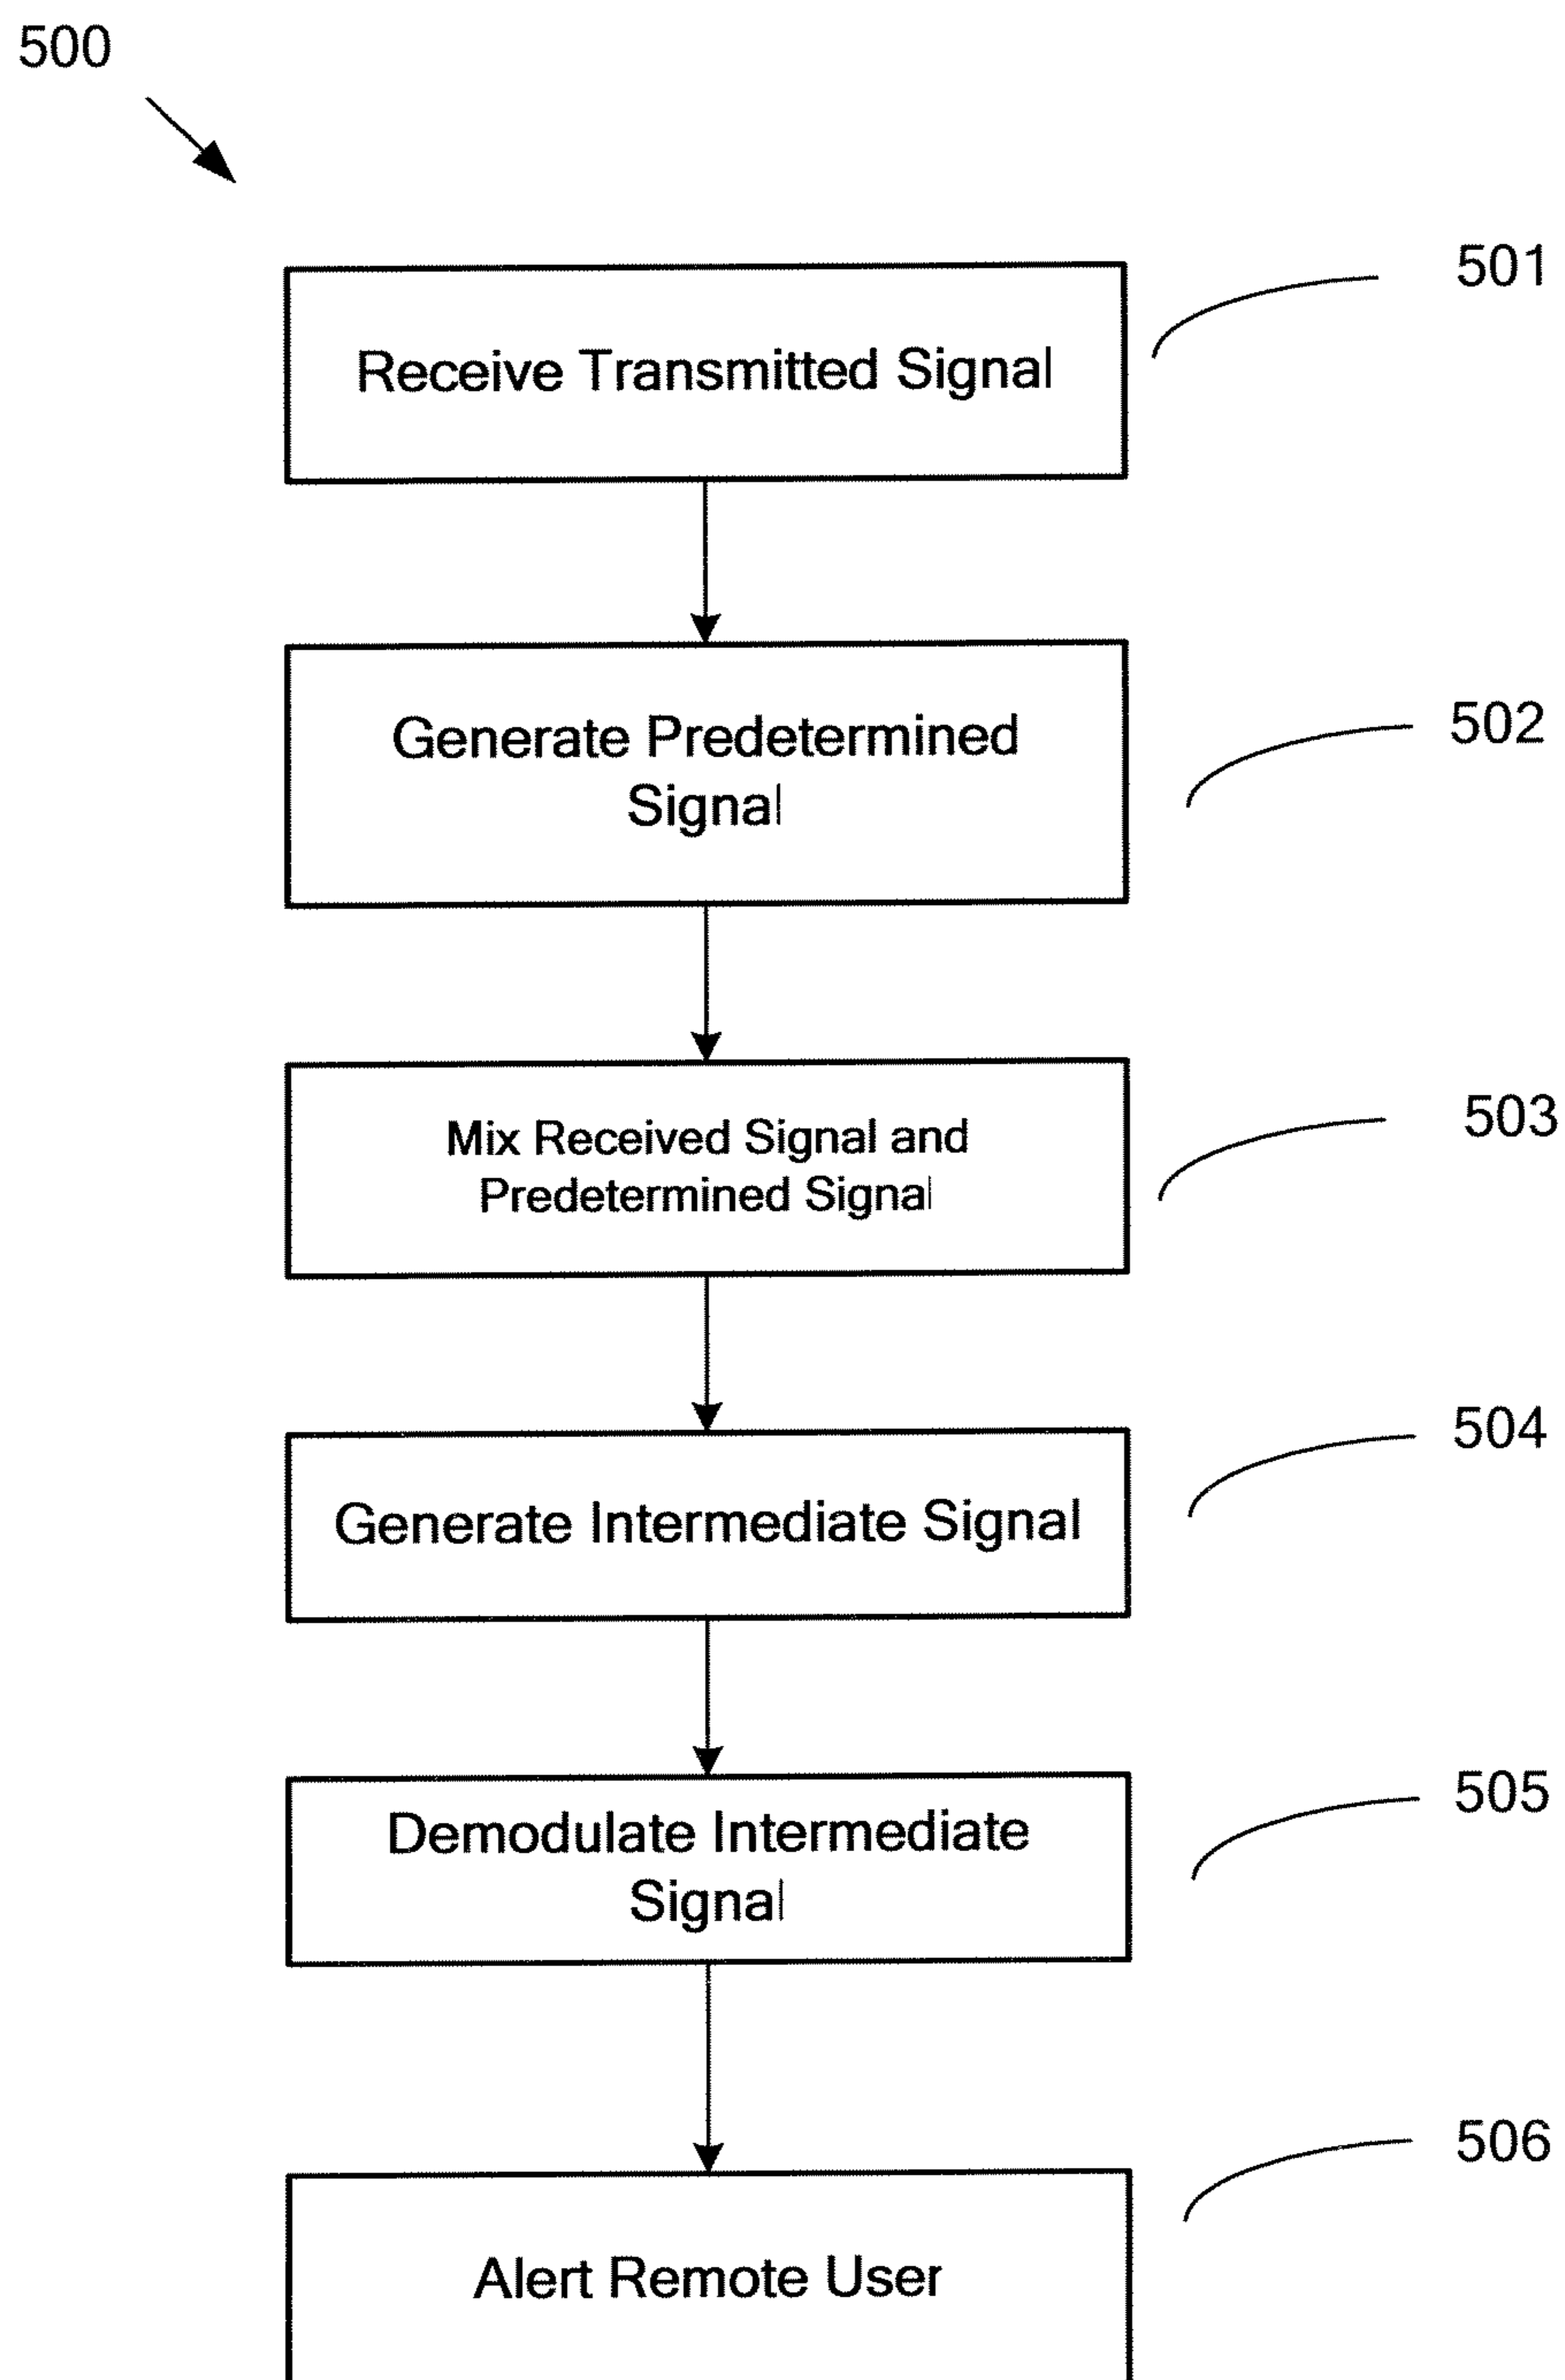 500
501
Receive Transmitted Signal
502
Generate Predetermined
Signal
503
Mix Received Signal and
Predetermined Signal
504
Generate Intermediate Signal
505
Demodulate Intermediate
Signal
506
Alert Remote User